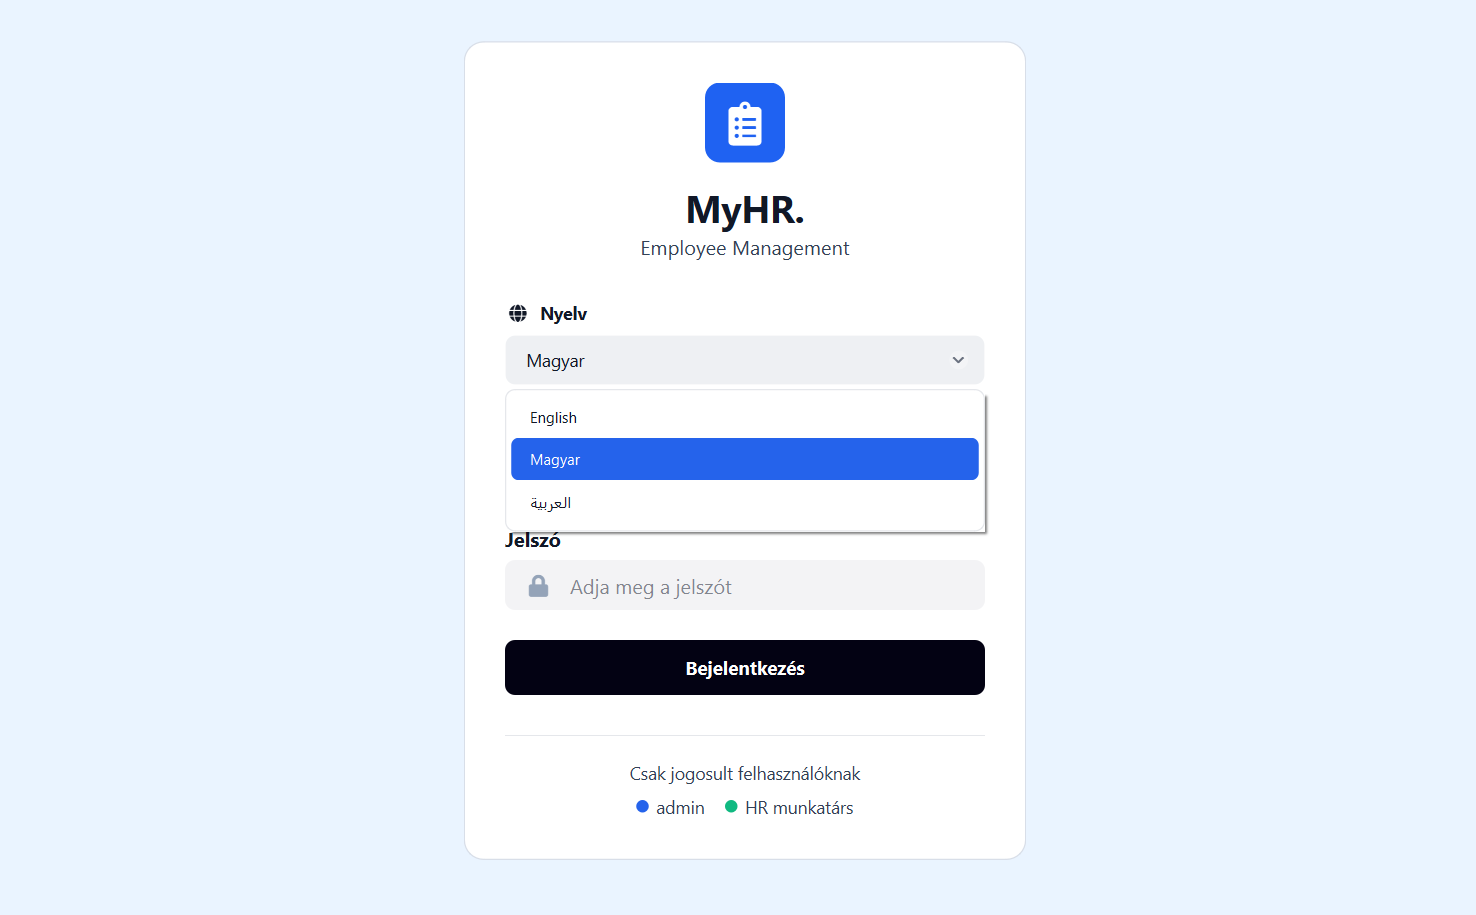 MyHR.
Employee Management
Nyelv
Magyar
English
Magyar
العربية
Jelszó
Adja meg a jelszót
Bejelentkezés
Csak jogosult felhasználóknak
admin HR munkatárs